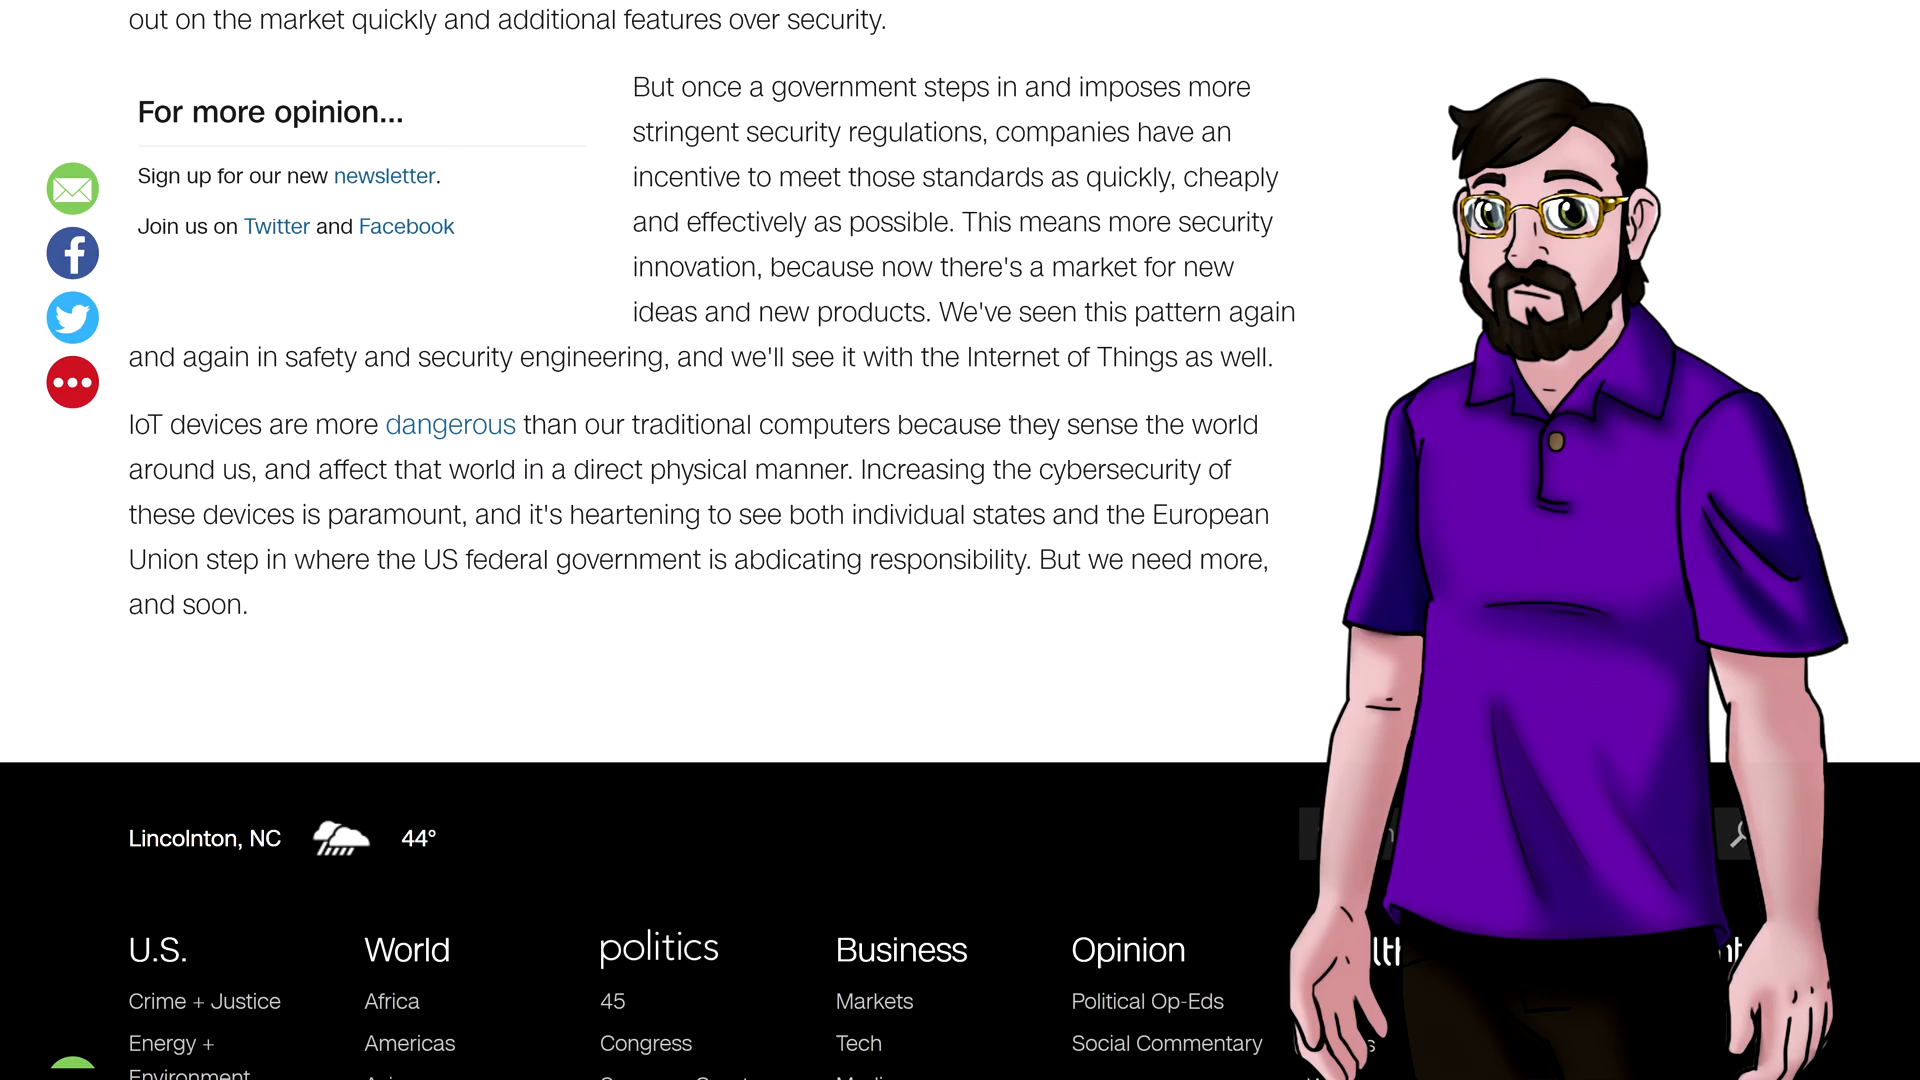 out on the market quickly and additional features over security.
For more opinion...
Sign up for our new newsletter.
Join us on Twitter and Facebook
But once a government steps in and imposes more
stringent security regulations, companies have an
incentive to meet those standards as quickly, cheaply
and effectively as possible. This means more security
innovation, because now there's a market for new
ideas and new products. We've seen this pattern again
and again in safety and security engineering, and we'll see it with the Internet of Things as well.
IoT devices are more dangerous than our traditional computers because they sense the world
around us, and affect that world in a direct physical manner. Increasing the cybersecurity of
these devices is paramount, and it's heartening to see both individual states and the European
Union step in where the US federal government is abdicating responsibility. But we need more,
and soon.
Lincolnton, NC 44°
U.S. World politics Business Opinion
Crime + Justice Africa 45 Markets Political Op-Eds
Energy + Americas Congress Tech Social Commentary
Environment